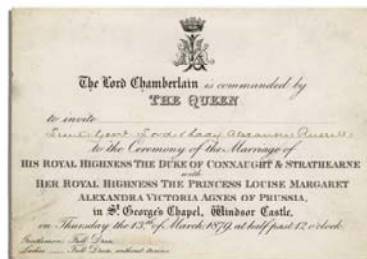 The Lord Chamberlain is commanded by
THE QUEEN
to invite
Lieut. Genl. Lord & Lady Alexander Russell
to the Ceremony of the Marriage of
HIS ROYAL HIGHNESS THE DUKE OF CONNAUGHT & STRATHEARNE
with
HER ROYAL HIGHNESS THE PRINCESS LOUISE MARGARET
ALEXANDRA VICTORIA AGNES OF PRUSSIA,
in St. George's Chapel, Windsor Castle,
on Thursday the 13th of March, 1879, at half past 12 o'clock.
Gentlemen, Full Dress.
Ladies — Full Dress, without trains.